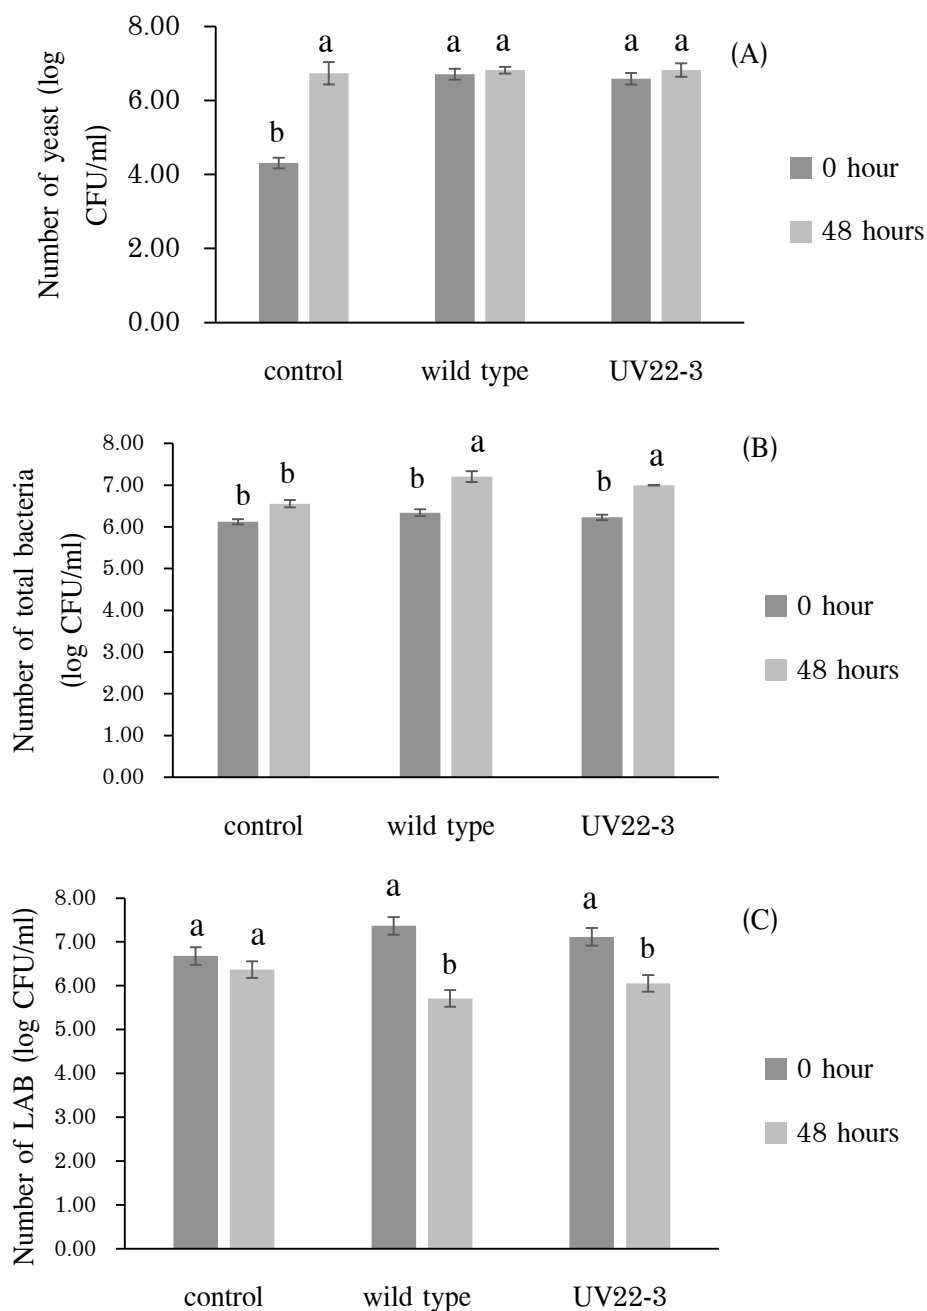 8.00
6.00
4.00
2.00
0.00
Number of yeast (log
CFU/ml)
b
a
a
a
a
a
(A)
0 hour
48 hours
control
wild type
UV22-3
8.00
7.00
6.00
5.00
4.00
3.00
2.00
1.00
0.00
Number of total bacteria
(log CFU/ml)
b
b
b
a
b
a
(B)
0 hour
48 hours
control
wild type
UV22-3
8.00
7.00
6.00
5.00
4.00
3.00
2.00
1.00
0.00
Number of LAB (log CFU/ml)
a
a
a
b
a
b
(C)
0 hour
48 hours
control
wild type
UV22-3